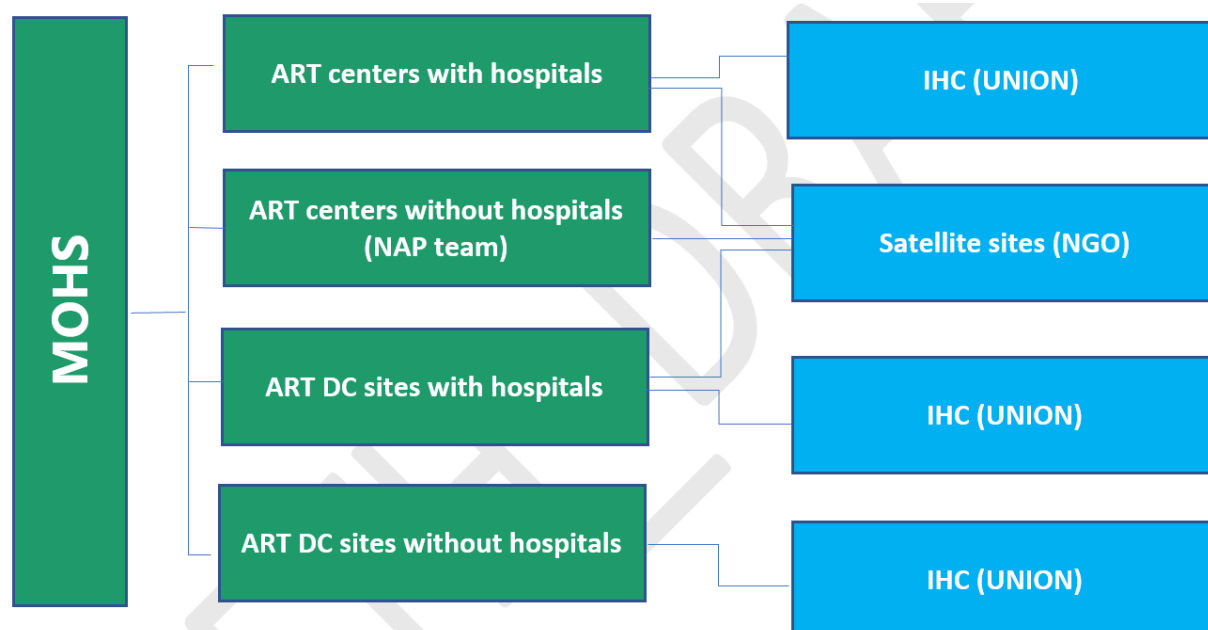 MOHS
ART centers with hospitals
ART centers without hospitals
(NAP team)
ART DC sites with hospitals
ART DC sites without hospitals
IHC (UNION)
Satellite sites (NGO)
IHC (UNION)
IHC (UNION)